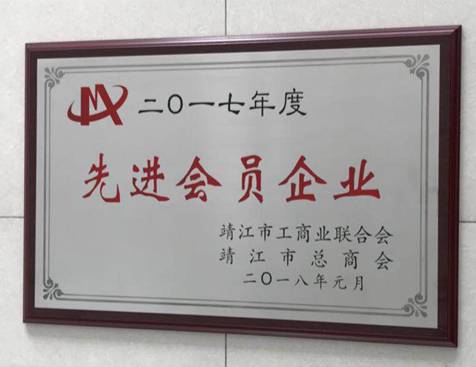 二〇一七年度
先进会员企业
靖江市工商业联合会
靖江市总商会
二〇一八年元月